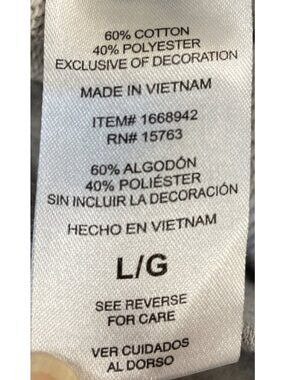 60% COTTON
40% POLYESTER
EXCLUSIVE OF DECORATION
MADE IN VIETNAM
ITEM# 1668942
RN# 15763
60% ALGODÓN
40% POLIÉSTER
SIN INCLUIR LA DECORACIÓN
HECHO EN VIETNAM
L/G
SEE REVERSE
FOR CARE
VER CUIDADOS
AL DORSO